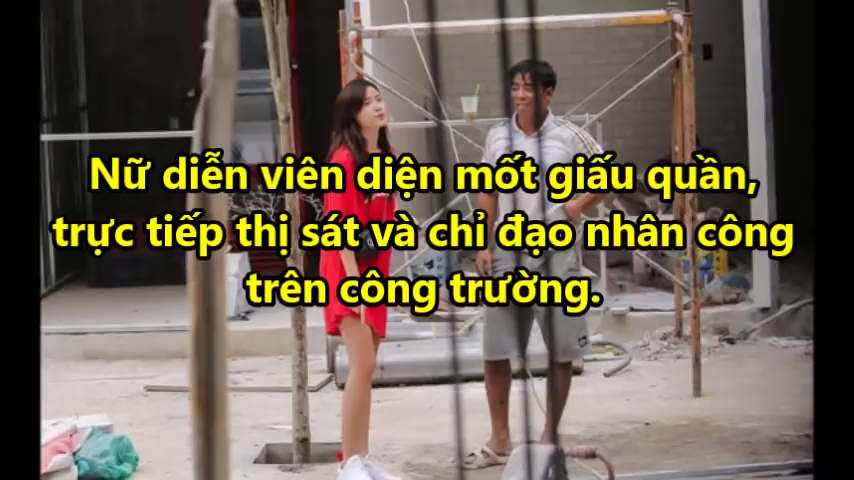 Nữ diễn viên diện mốt giấu quần,
trực tiếp thị sát và chỉ đạo nhân công
trên công trường.